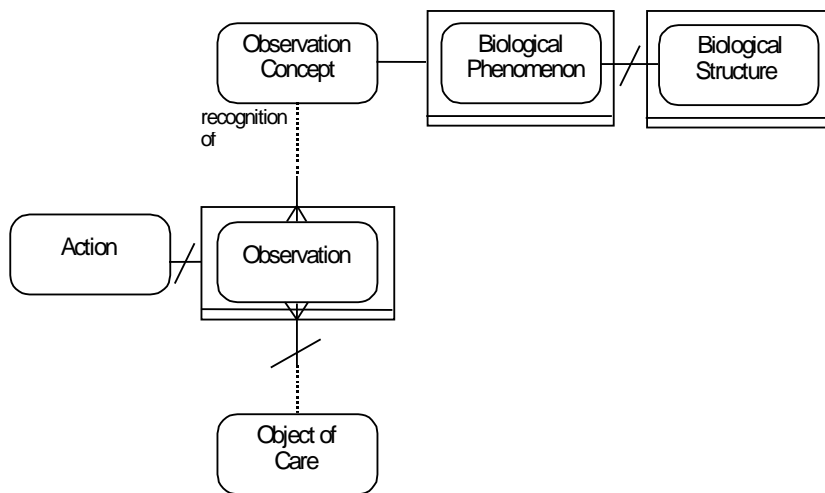 Observation
Concept
Biological
Phenomenon
Biological
Structure
recognition
of
Action
Observation
Object of
Care